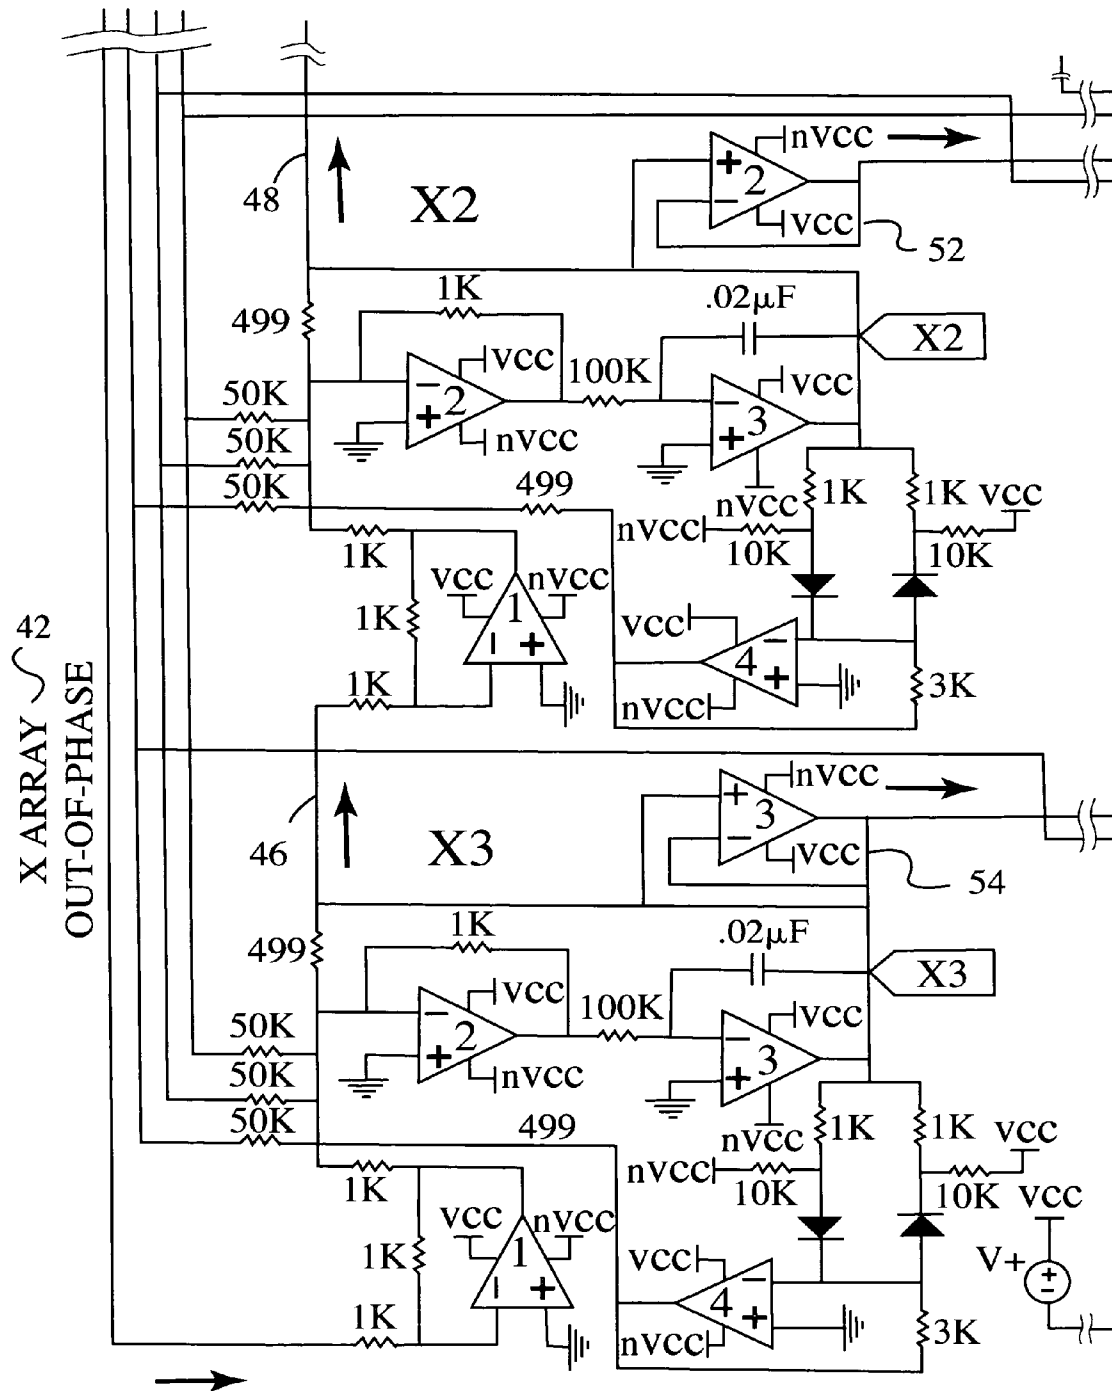 nVCC
+
2
−
VCC
48
X2
52
1K
.02µF
499
VCC
X2
50K
−
2
+
100K
−
3
+
VCC
nVCC
50K
50K
499
nVCC
1K
1K
VCC
nVCC
10K
10K
1K
VCC
nVCC
1
1K
VCC
−
4
+
1K
nVCC
3K
42
X ARRAY
OUT-OF-PHASE
nVCC
+
3
−
VCC
46
X3
54
1K
.02µF
499
VCC
X3
50K
−
2
+
100K
−
3
+
VCC
nVCC
50K
50K
499
nVCC
1K
1K
VCC
nVCC
10K
10K
VCC
1K
VCC
nVCC
1
1K
V+
+
−
VCC
−
4
+
1K
nVCC
3K